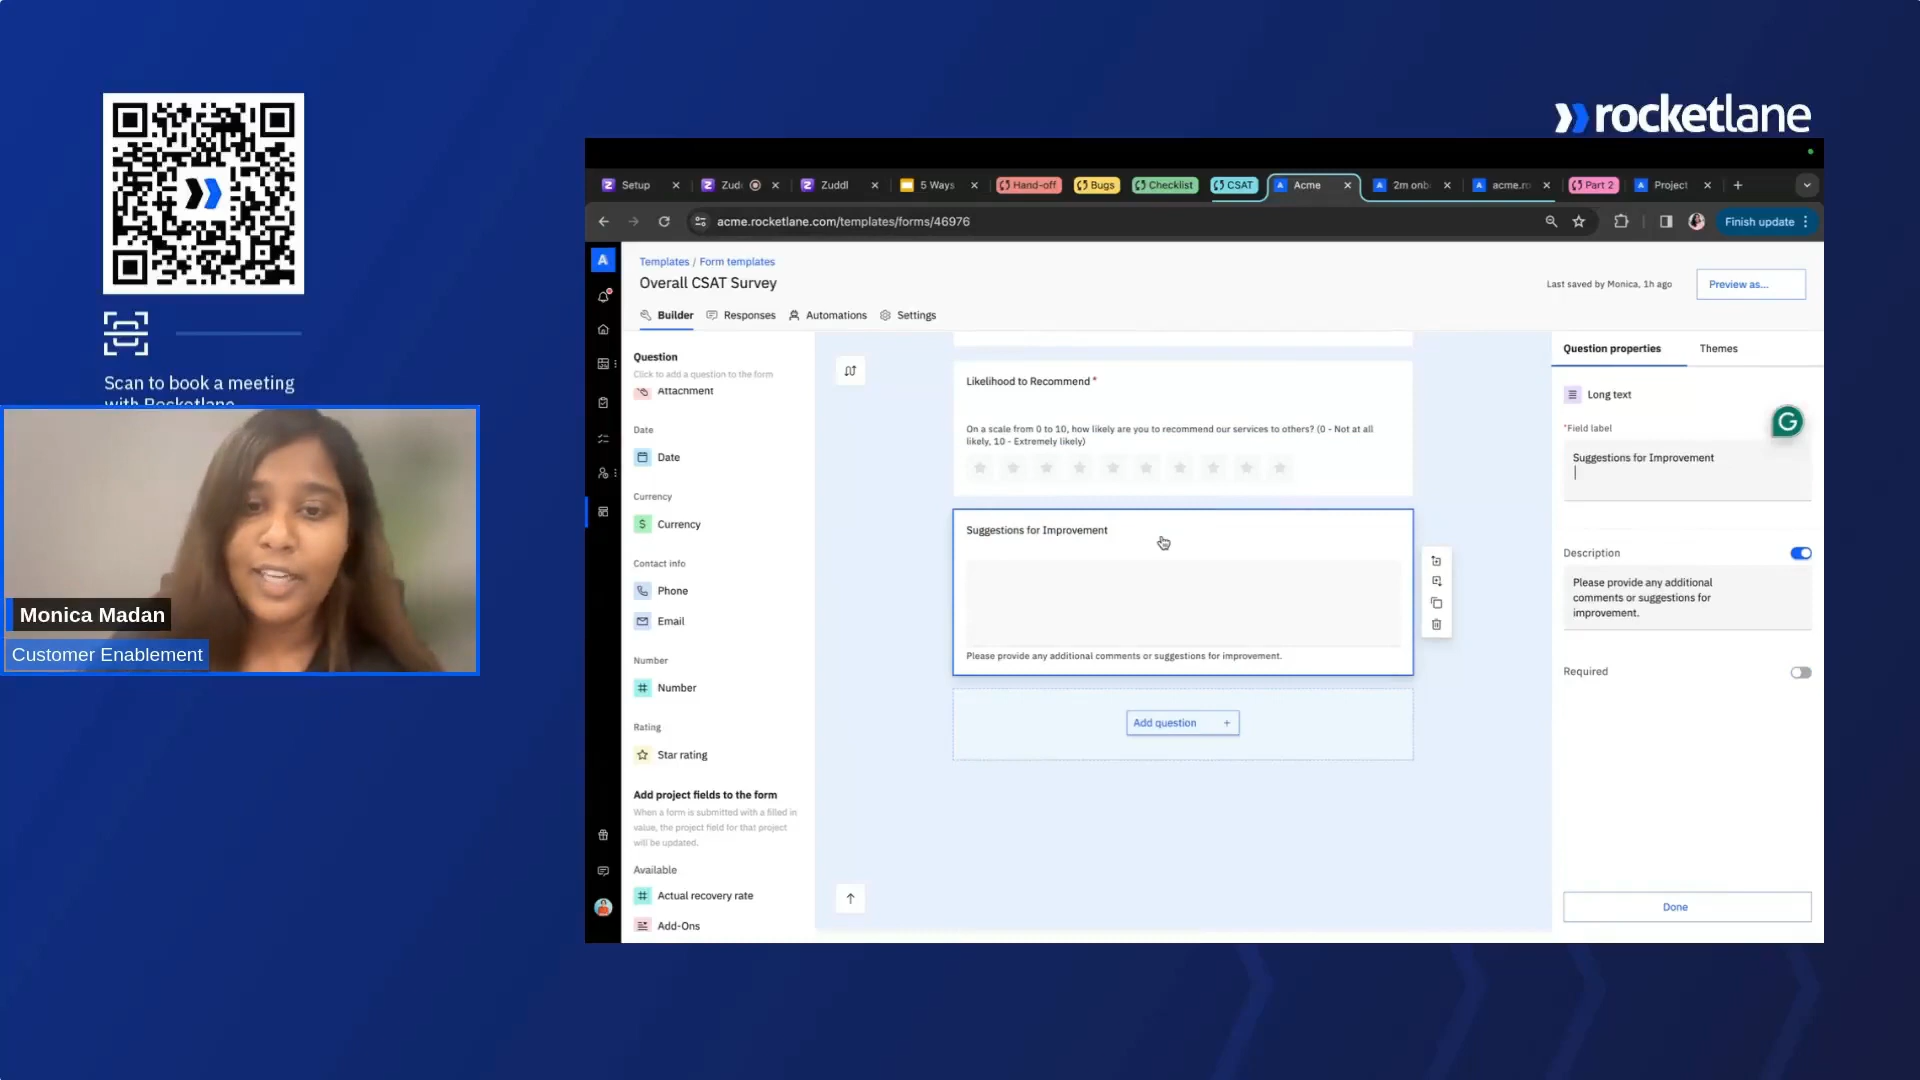 rocketlane
Scan to book a meeting
with Rocketlane
Monica Madan
Customer Enablement
Setup
Zud
Zuddl
5 Ways
Hand-off
Bugs
Checklist
CSAT
Acme
2m onb
acme.ro
Part 2
Project
acme.rocketlane.com/templates/forms/46976
Finish update
A
Templates / Form templates
Overall CSAT Survey
Last saved by Monica, 1h ago
Preview as...
Builder
Responses
Automations
Settings
Question
Click to add a question to the form
Attachment
Date
Date
Currency
$ Currency
Contact info
Phone
Email
Number
# Number
Rating
Star rating
Add project fields to the form
When a form is submitted with a filled in
value, the project field for that project
will be updated.
Available
# Actual recovery rate
Add-Ons
Likelihood to Recommend *
On a scale from 0 to 10, how likely are you to recommend our services to others? (0 - Not at all
likely, 10 - Extremely likely)
Suggestions for Improvement
Please provide any additional comments or suggestions for improvement.
Add question +
Question properties
Themes
Long text
*Field label
Suggestions for Improvement
Description
Please provide any additional
comments or suggestions for
improvement.
Required
Done